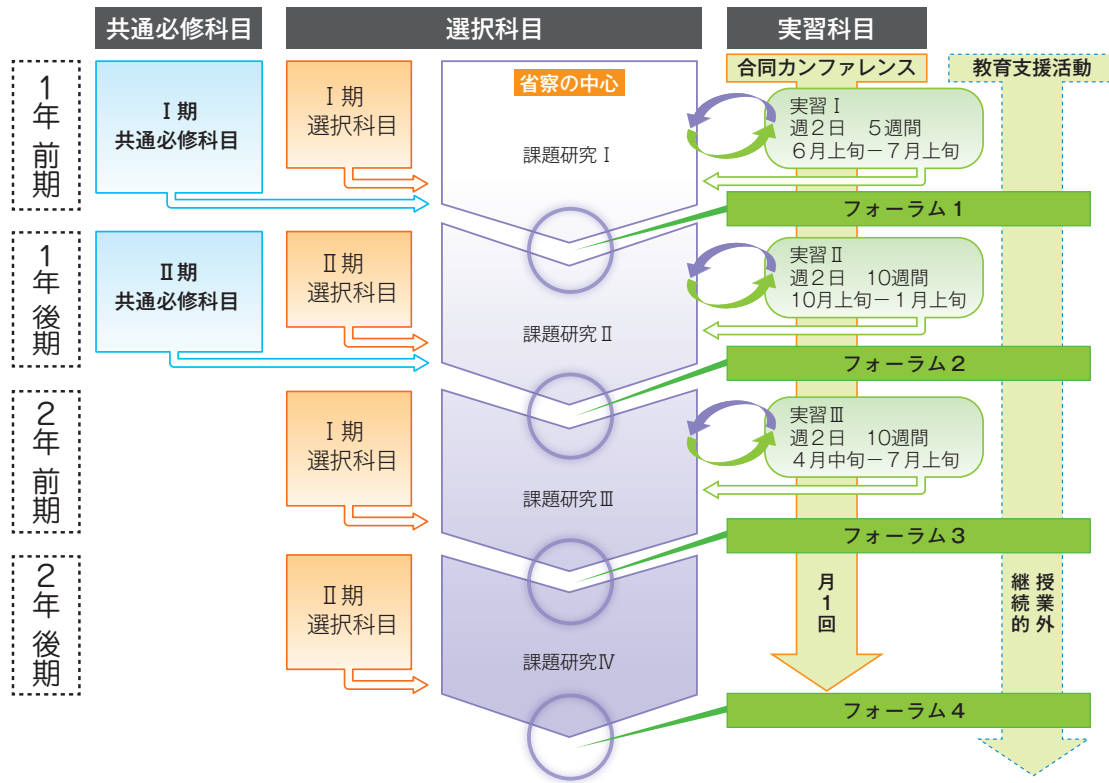 共通必修科目
選択科目
実習科目
合同カンファレンス
教育支援活動
1年 前期
Ⅰ期
共通必修科目
Ⅰ期
選択科目
省察の中心
課題研究Ⅰ
実習Ⅰ
週2日　5週間
6月上旬－7月上旬
フォーラム1
1年 後期
Ⅱ期
共通必修科目
Ⅱ期
選択科目
課題研究Ⅱ
実習Ⅱ
週2日　10週間
10月上旬－1月上旬
フォーラム2
2年 前期
Ⅰ期
選択科目
課題研究Ⅲ
実習Ⅲ
週2日　10週間
4月中旬－7月上旬
フォーラム3
2年 後期
Ⅱ期
選択科目
課題研究Ⅳ
月1回
授業外
継続的
フォーラム4